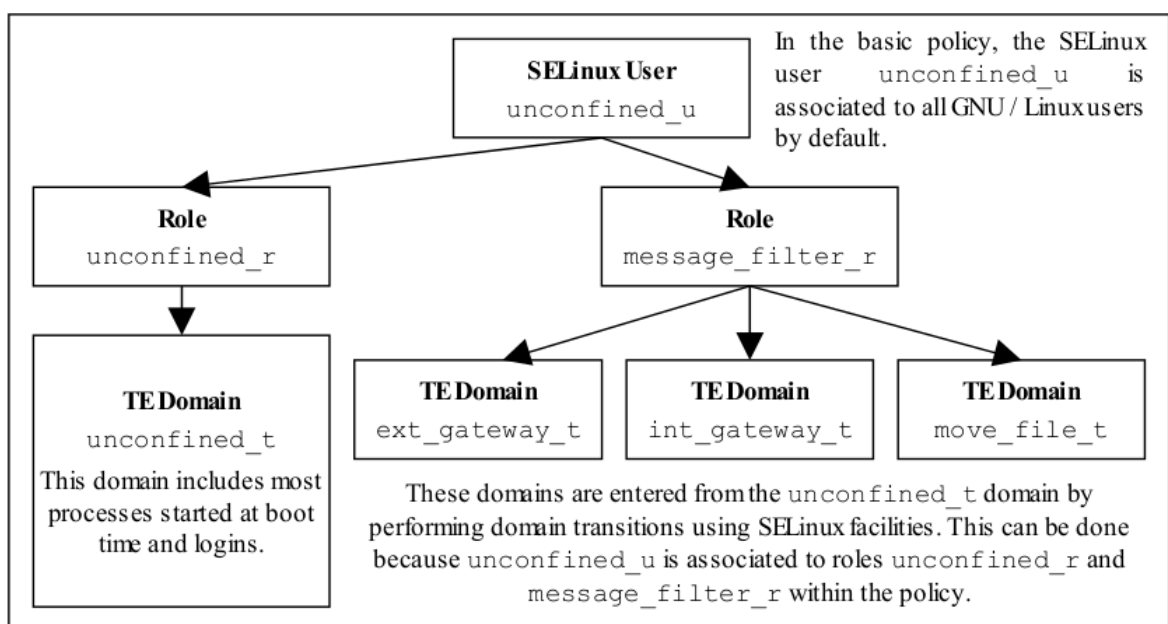 SELinux User
unconfined_u
In the basic policy, the SELinux
user unconfined_u is
associated to all GNU / Linux users
by default.
Role
unconfined_r
Role
message_filter_r
TE Domain
unconfined_t
This domain includes most
processes started at boot
time and logins.
TE Domain
ext_gateway_t
TE Domain
int_gateway_t
TE Domain
move_file_t
These domains are entered from the unconfined_t domain by
performing domain transitions using SELinux facilities. This can be done
because unconfined_u is associated to roles unconfined_r and
message_filter_r within the policy.